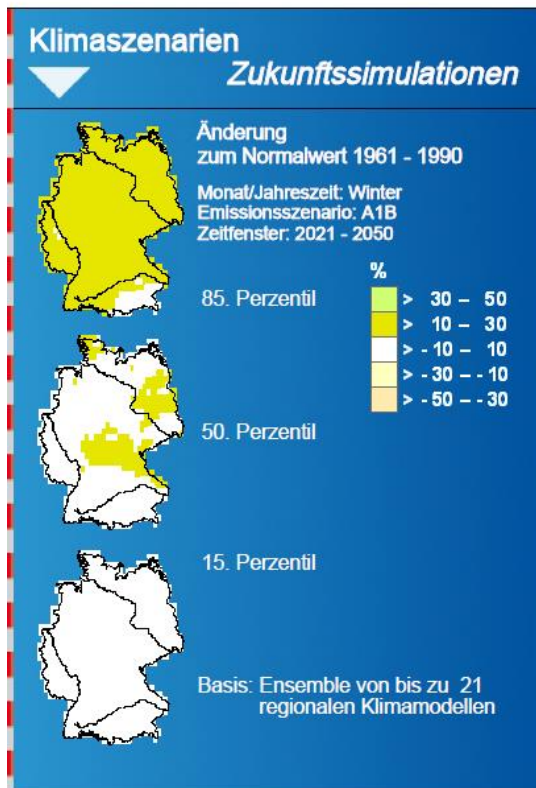 Klimaszenarien
Zukunftssimulationen
Änderung
zum Normalwert 1961 - 1990
Monat/Jahreszeit: Winter
Emissionsszenario: A1B
Zeitfenster: 2021 - 2050
%
85. Perzentil
> 30 – 50
> 10 – 30
> - 10 – 10
> - 30 – - 10
> - 50 – - 30
50. Perzentil
15. Perzentil
Basis: Ensemble von bis zu 21
regionalen Klimamodellen